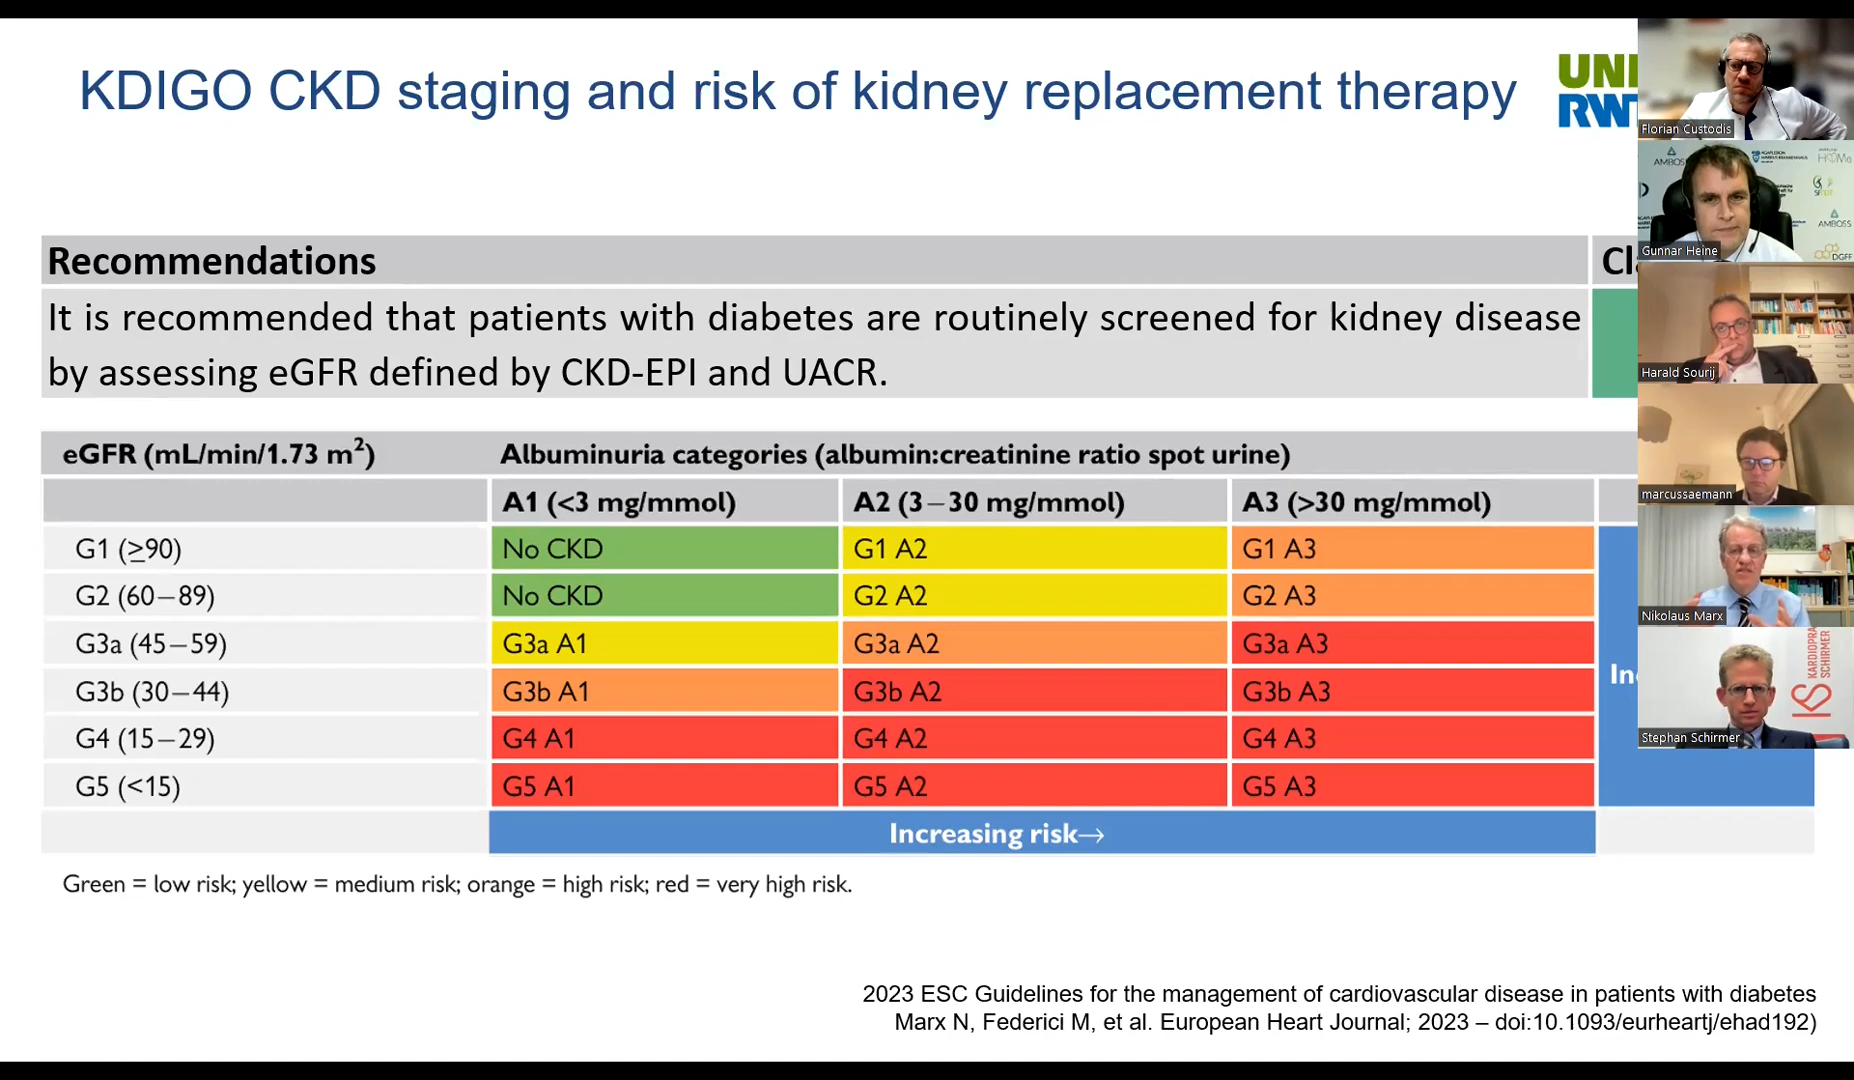 KDIGO CKD staging and risk of kidney replacement therapy
UNI
RWT
Florian Custodis
AMBOSS
Gunnar Heine
AMBOSS
DGFF
Harald Sourij
marcussaemann
Nikolaus Marx
KARDIOPRA
SCHIRMER
KS
Stephan Schirmer
Recommendations
It is recommended that patients with diabetes are routinely screened for kidney disease
by assessing eGFR defined by CKD-EPI and UACR.
eGFR (mL/min/1.73 m²) Albuminuria categories (albumin:creatinine ratio spot urine)
A1 (<3 mg/mmol) A2 (3–30 mg/mmol) A3 (>30 mg/mmol)
G1 (≥90) No CKD G1 A2 G1 A3
G2 (60–89) No CKD G2 A2 G2 A3
G3a (45–59) G3a A1 G3a A2 G3a A3
G3b (30–44) G3b A1 G3b A2 G3b A3
G4 (15–29) G4 A1 G4 A2 G4 A3
G5 (<15) G5 A1 G5 A2 G5 A3
Increasing risk→
Green = low risk; yellow = medium risk; orange = high risk; red = very high risk.
2023 ESC Guidelines for the management of cardiovascular disease in patients with diabetes
Marx N, Federici M, et al. European Heart Journal; 2023 – doi:10.1093/eurheartj/ehad192)